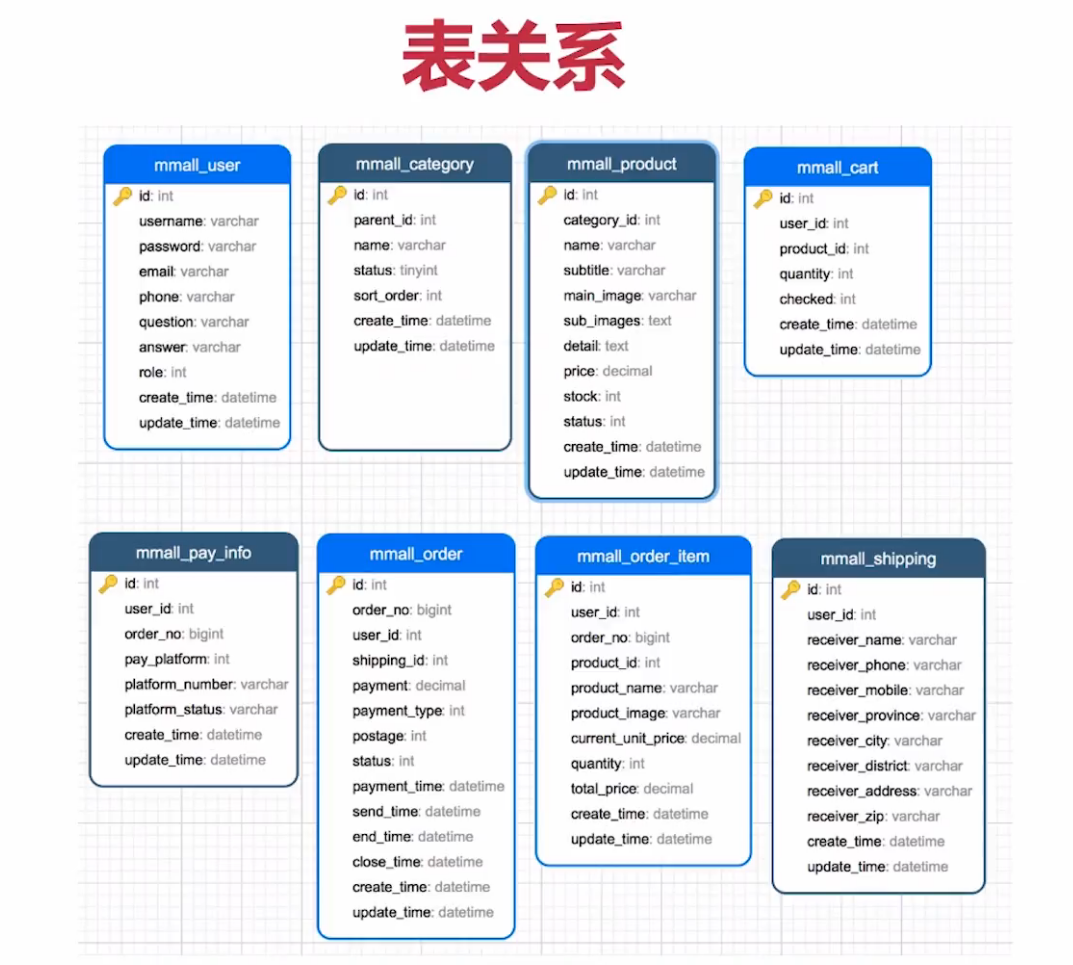 表关系
mmall_user
id: int
username: varchar
password: varchar
email: varchar
phone: varchar
question: varchar
answer: varchar
role: int
create_time: datetime
update_time: datetime
mmall_category
id: int
parent_id: int
name: varchar
status: tinyint
sort_order: int
create_time: datetime
update_time: datetime
mmall_product
id: int
category_id: int
name: varchar
subtitle: varchar
main_image: varchar
sub_images: text
detail: text
price: decimal
stock: int
status: int
create_time: datetime
update_time: datetime
mmall_cart
id: int
user_id: int
product_id: int
quantity: int
checked: int
create_time: datetime
update_time: datetime
mmall_pay_info
id: int
user_id: int
order_no: bigint
pay_platform: int
platform_number: varchar
platform_status: varchar
create_time: datetime
update_time: datetime
mmall_order
id: int
order_no: bigint
user_id: int
shipping_id: int
payment: decimal
payment_type: int
postage: int
status: int
payment_time: datetime
send_time: datetime
end_time: datetime
close_time: datetime
create_time: datetime
update_time: datetime
mmall_order_item
id: int
user_id: int
order_no: bigint
product_id: int
product_name: varchar
product_image: varchar
current_unit_price: decimal
quantity: int
total_price: decimal
create_time: datetime
update_time: datetime
mmall_shipping
id: int
user_id: int
receiver_name: varchar
receiver_phone: varchar
receiver_mobile: varchar
receiver_province: varchar
receiver_city: varchar
receiver_district: varchar
receiver_address: varchar
receiver_zip: varchar
create_time: datetime
update_time: datetime